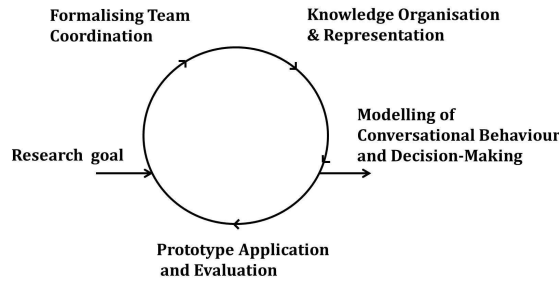 Formalising Team
Coordination
Knowledge Organisation
& Representation
Modelling of
Conversational Behaviour
and Decision-Making
Research goal
Prototype Application
and Evaluation